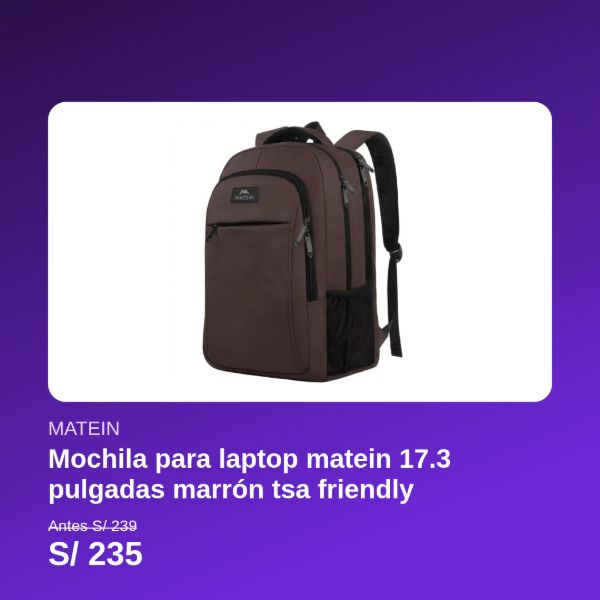 MATEIN
MATEIN
Mochila para laptop matein 17.3
pulgadas marrón tsa friendly
Antes S/ 239
S/ 235